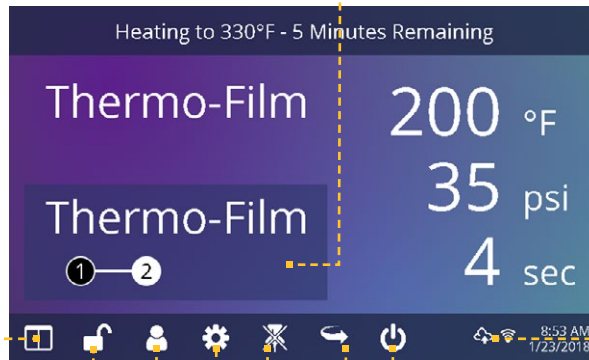 Heating to 330°F - 5 Minutes Remaining
Thermo-Film
200 °F
35 psi
Thermo-Film
1 2
4 sec
8:53 AM
1/23/2018